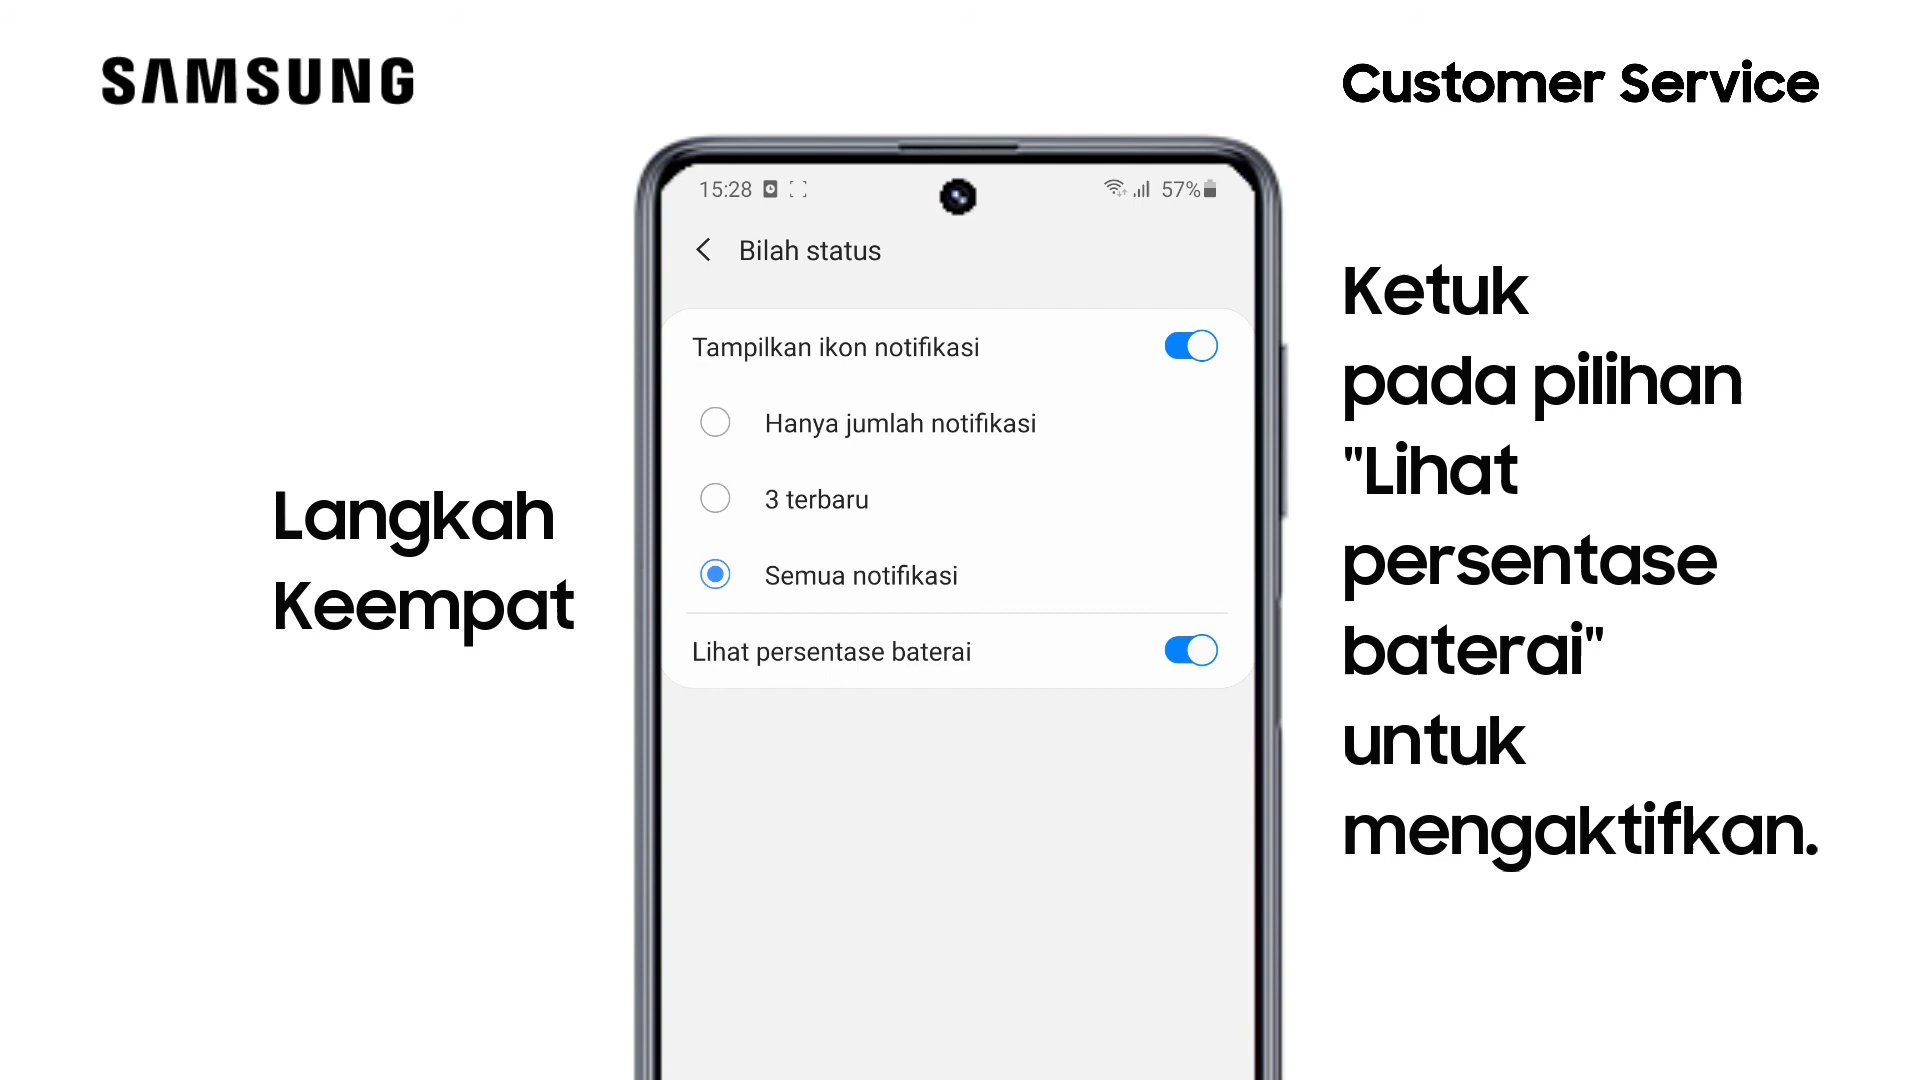 SAMSUNG
Customer Service
Langkah
Keempat
15:28
57%
Bilah status
Tampilkan ikon notifikasi
Hanya jumlah notifikasi
3 terbaru
Semua notifikasi
Lihat persentase baterai
Ketuk
pada pilihan
"Lihat
persentase
baterai"
untuk
mengaktifkan.